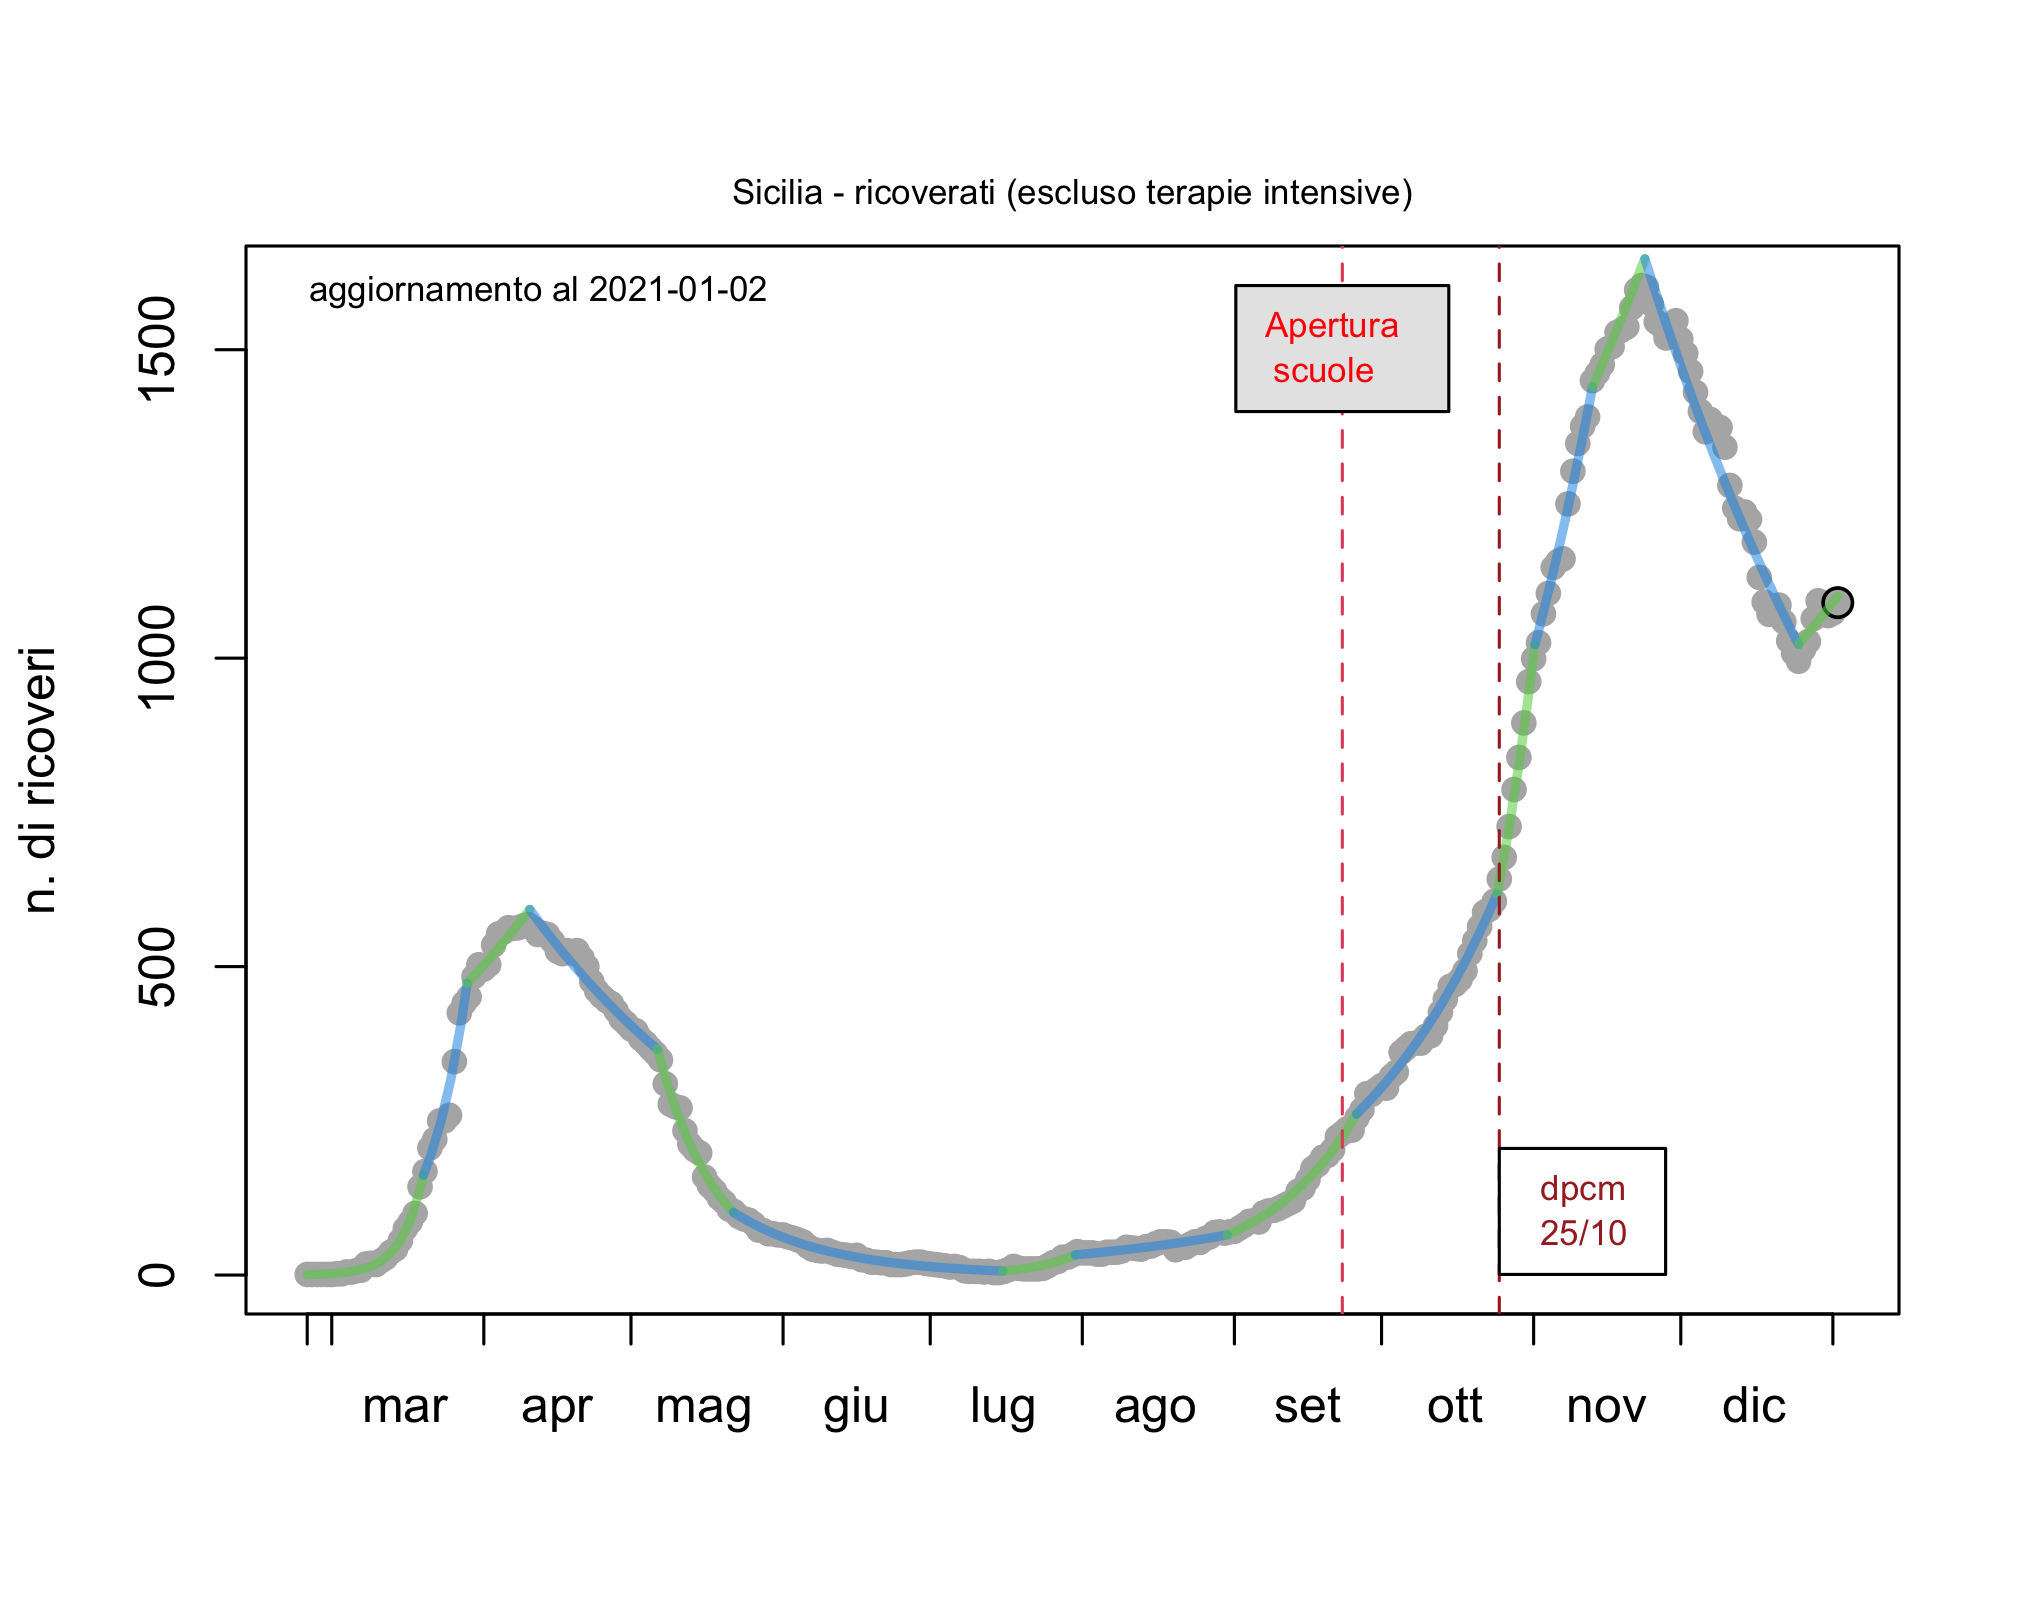 Sicilia - ricoverati (escluso terapie intensive)
aggiornamento al 2021-01-02
Apertura
scuole
dpcm
25/10
n. di ricoveri
1500
1000
500
0
mar apr mag giu lug ago set ott nov dic